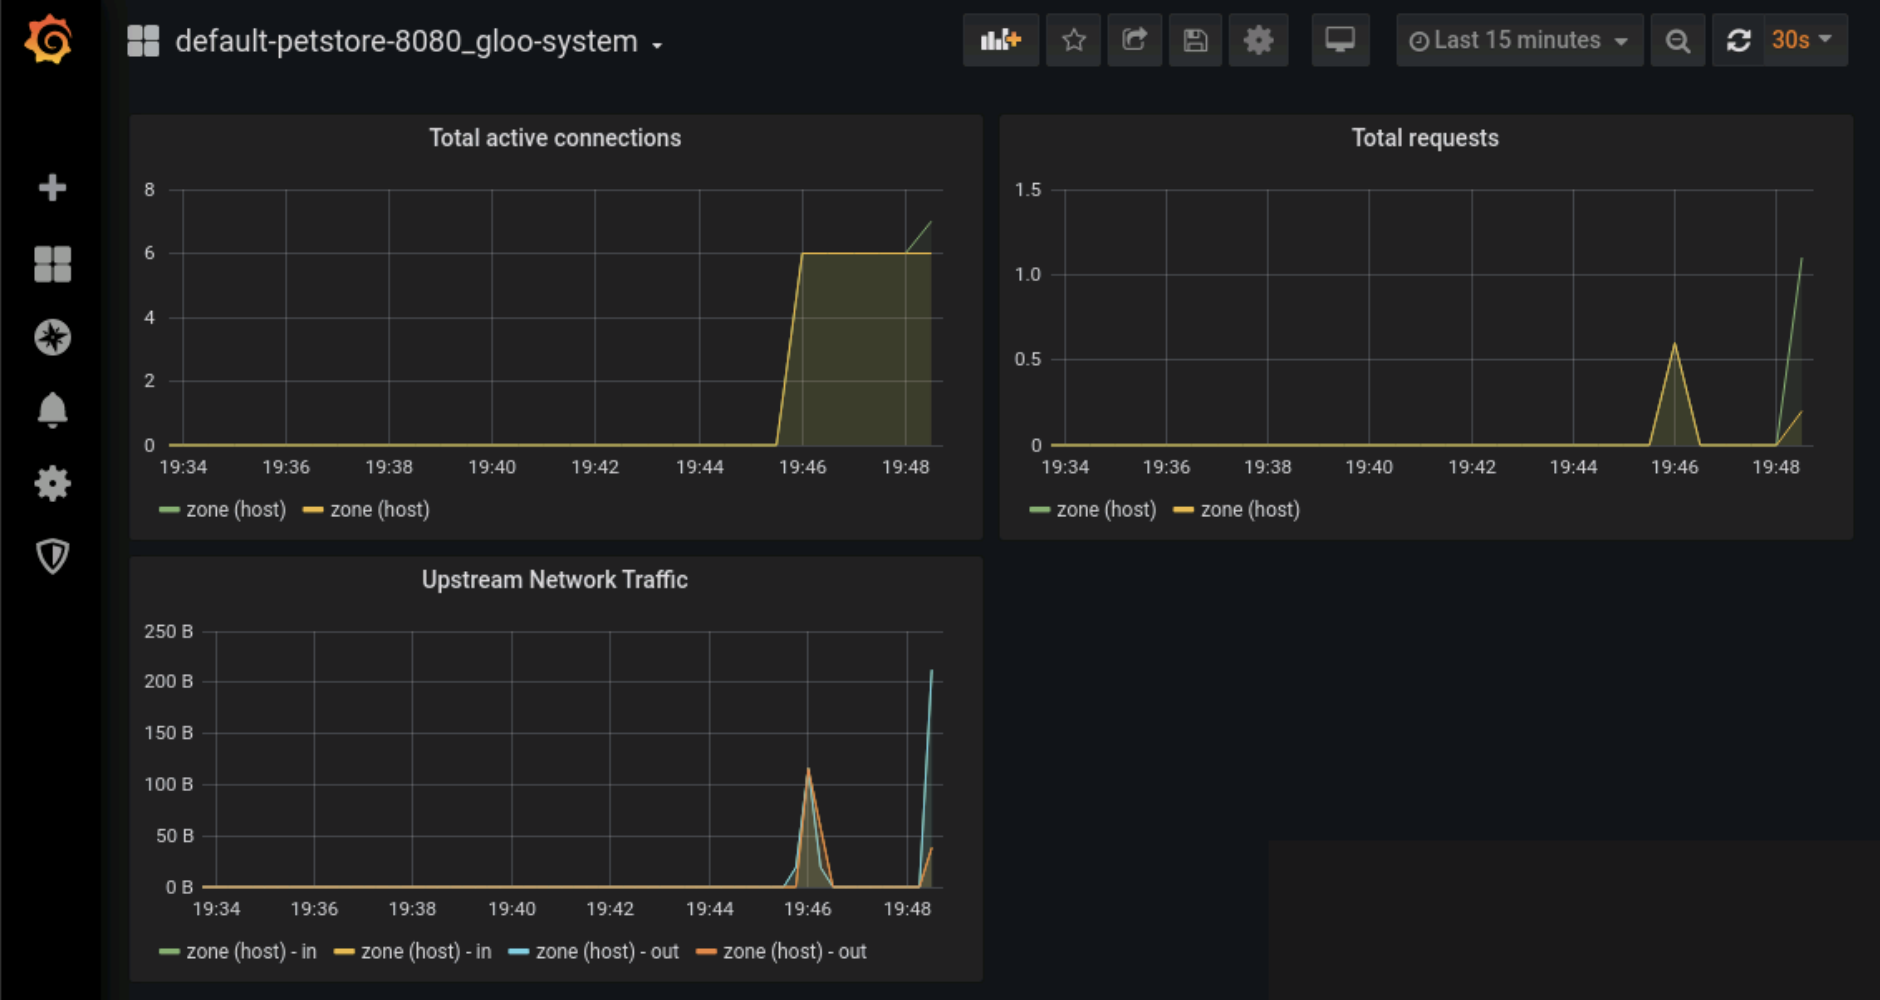 default-petstore-8080_gloo-system
Last 15 minutes
30s
Total active connections
8
6
4
2
0
19:34 19:36 19:38 19:40 19:42 19:44 19:46 19:48
zone (host) zone (host)
Total requests
1.5
1.0
0.5
0
19:34 19:36 19:38 19:40 19:42 19:44 19:46 19:48
zone (host) zone (host)
Upstream Network Traffic
250 B
200 B
150 B
100 B
50 B
0 B
19:34 19:36 19:38 19:40 19:42 19:44 19:46 19:48
zone (host) - in zone (host) - in zone (host) - out zone (host) - out